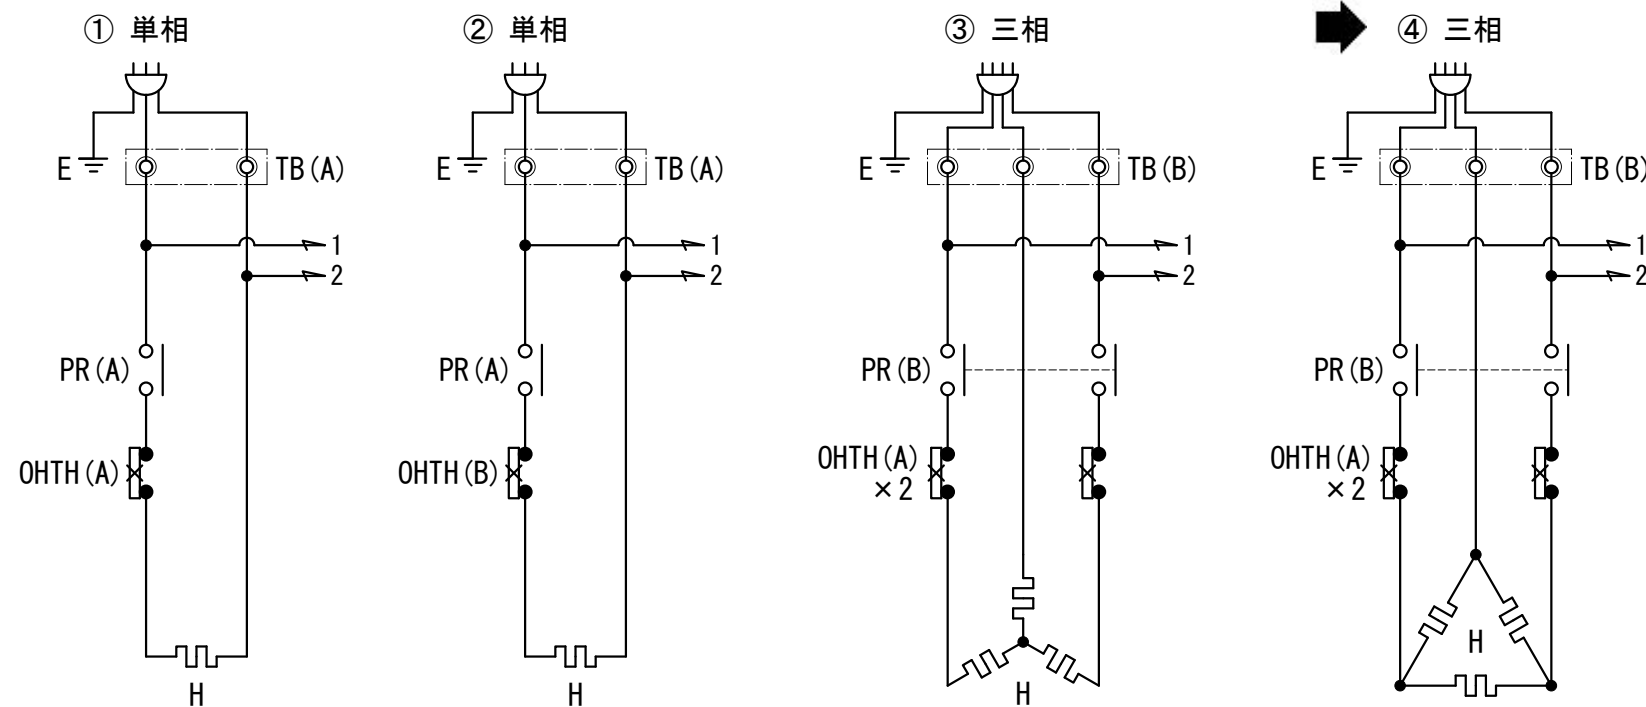 ① 単相
E
TB(A)
1
2
PR(A)
OHTH(A)
H
② 単相
E
TB(A)
1
2
PR(A)
OHTH(B)
H
③ 三相
E
TB(B)
1
2
PR(B)
OHTH(A)
×2
H
④ 三相
E
TB(B)
1
2
PR(B)
OHTH(A)
×2
H